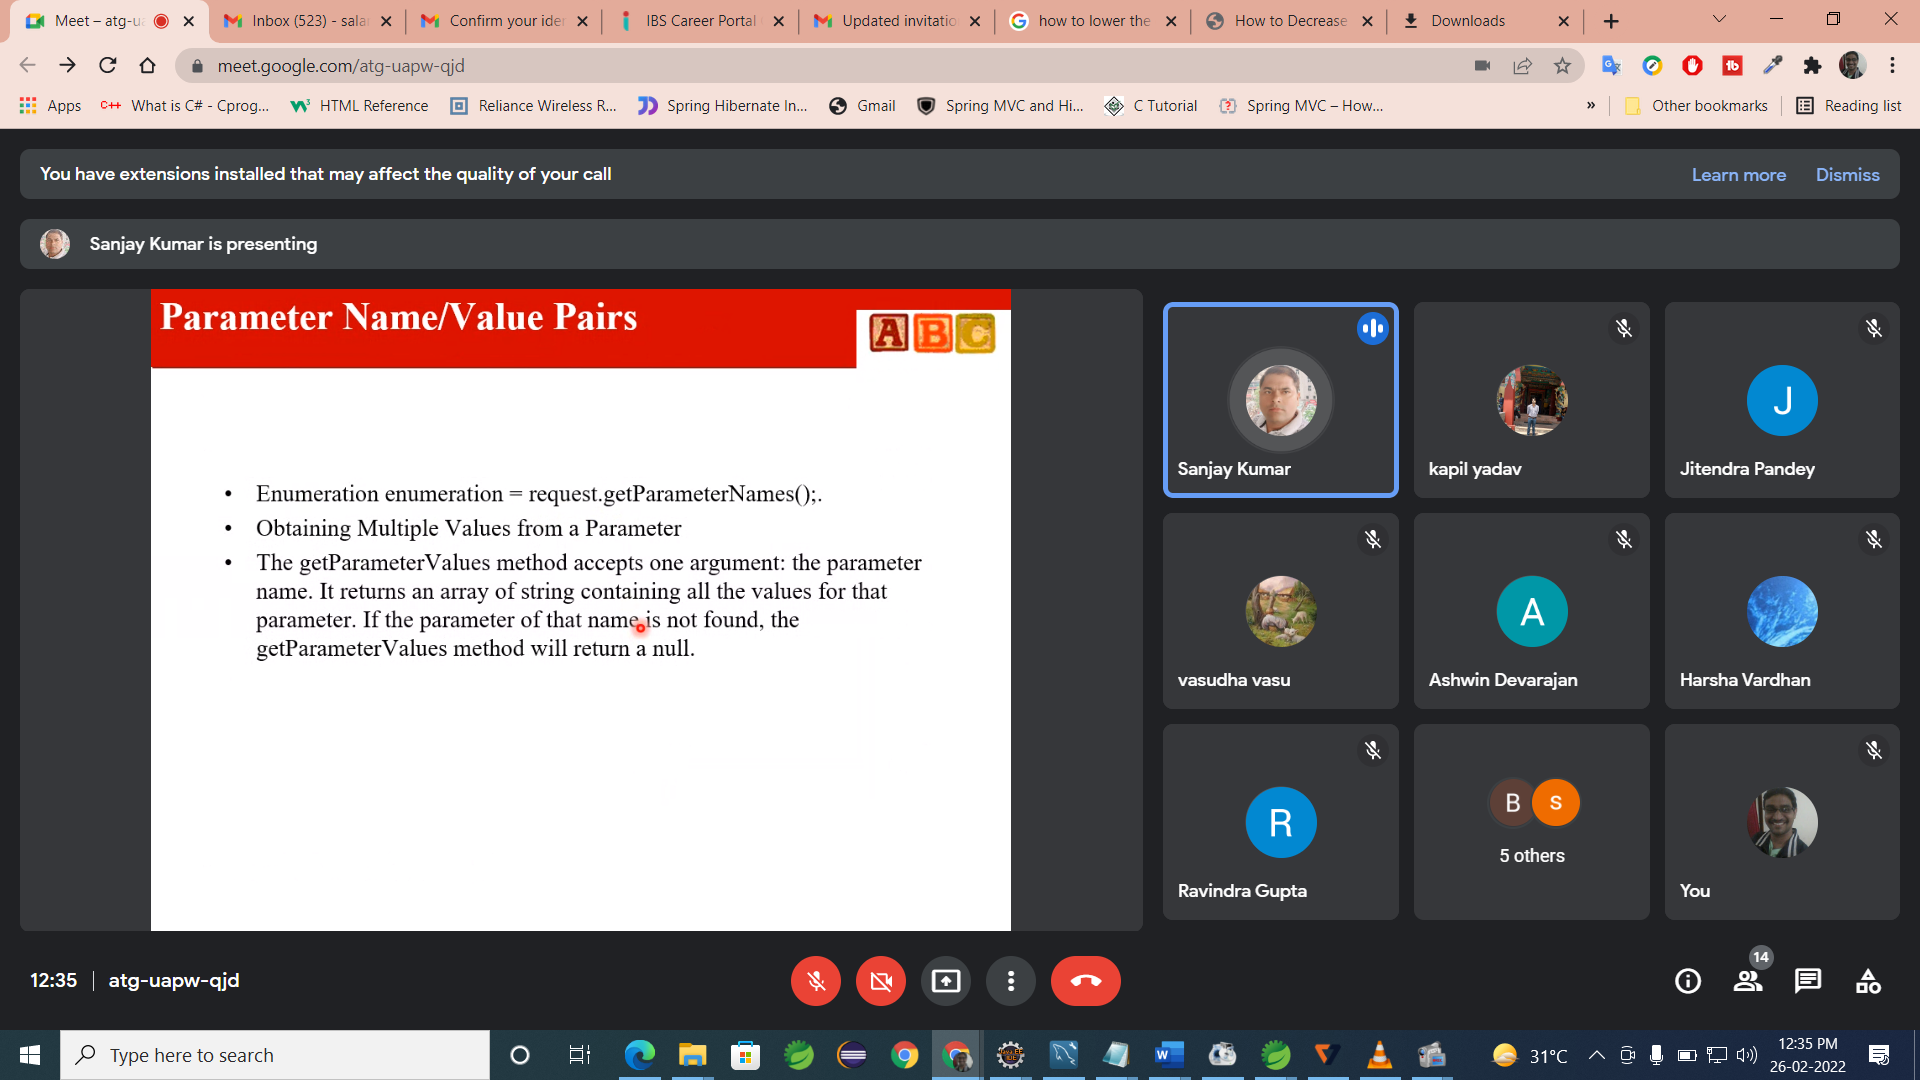 Meet – atg-ua
Inbox (523) - sala
Confirm your ider
IBS Career Portal
Updated invitatio
how to lower the
How to Decrease
Downloads
meet.google.com/atg-uapw-qjd
Apps
C++ What is C# - Cprog...
HTML Reference
Reliance Wireless R...
Spring Hibernate In...
Gmail
Spring MVC and Hi...
C Tutorial
Spring MVC – How...
»
Other bookmarks
Reading list
You have extensions installed that may affect the quality of your call
Learn more
Dismiss
Sanjay Kumar is presenting
Parameter Name/Value Pairs
A B C
• Enumeration enumeration = request.getParameterNames();.
• Obtaining Multiple Values from a Parameter
• The getParameterValues method accepts one argument: the parameter
name. It returns an array of string containing all the values for that
parameter. If the parameter of that name is not found, the
getParameterValues method will return a null.
Sanjay Kumar
kapil yadav
J
Jitendra Pandey
vasudha vasu
A
Ashwin Devarajan
Harsha Vardhan
R
Ravindra Gupta
B S
5 others
You
12:35 | atg-uapw-qjd
14
Type here to search
31°C
12:35 PM
26-02-2022